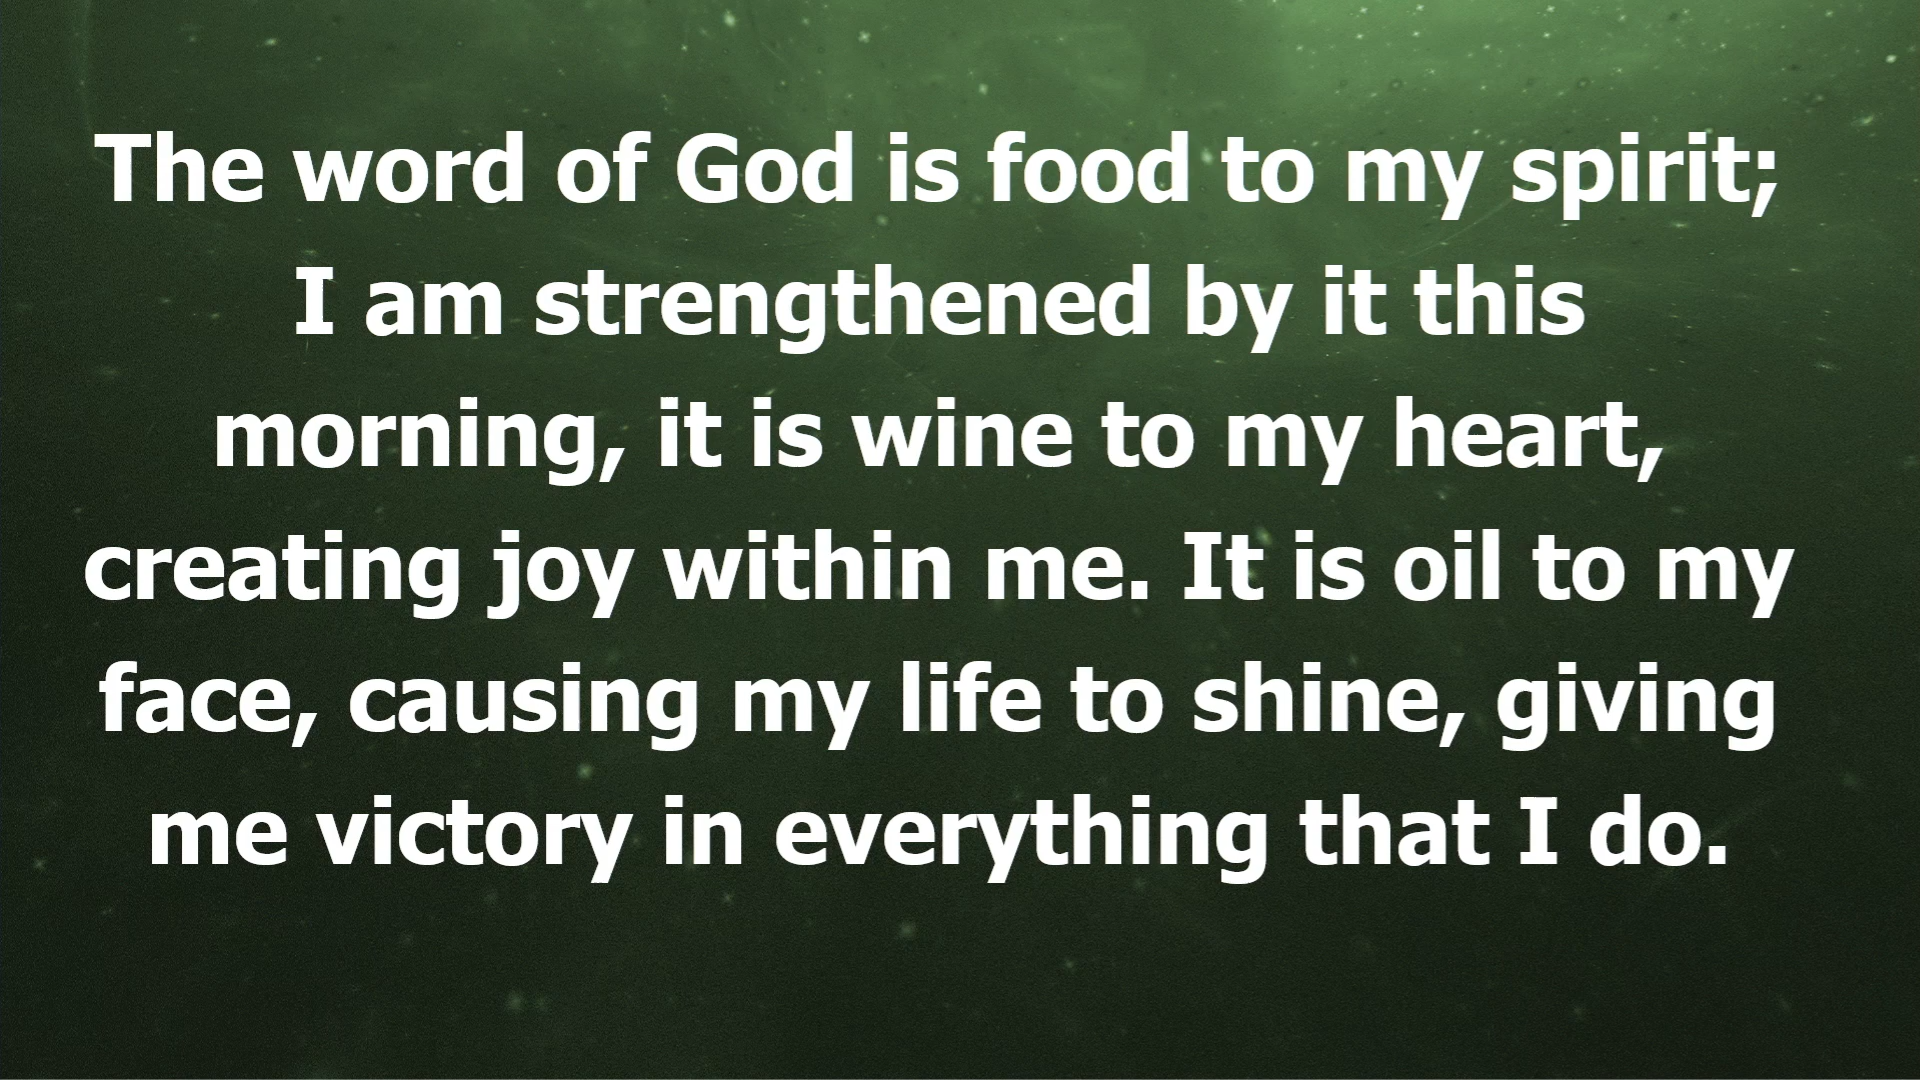 The word of God is food to my spirit;
I am strengthened by it this
morning, it is wine to my heart,
creating joy within me. It is oil to my
face, causing my life to shine, giving
me victory in everything that I do.